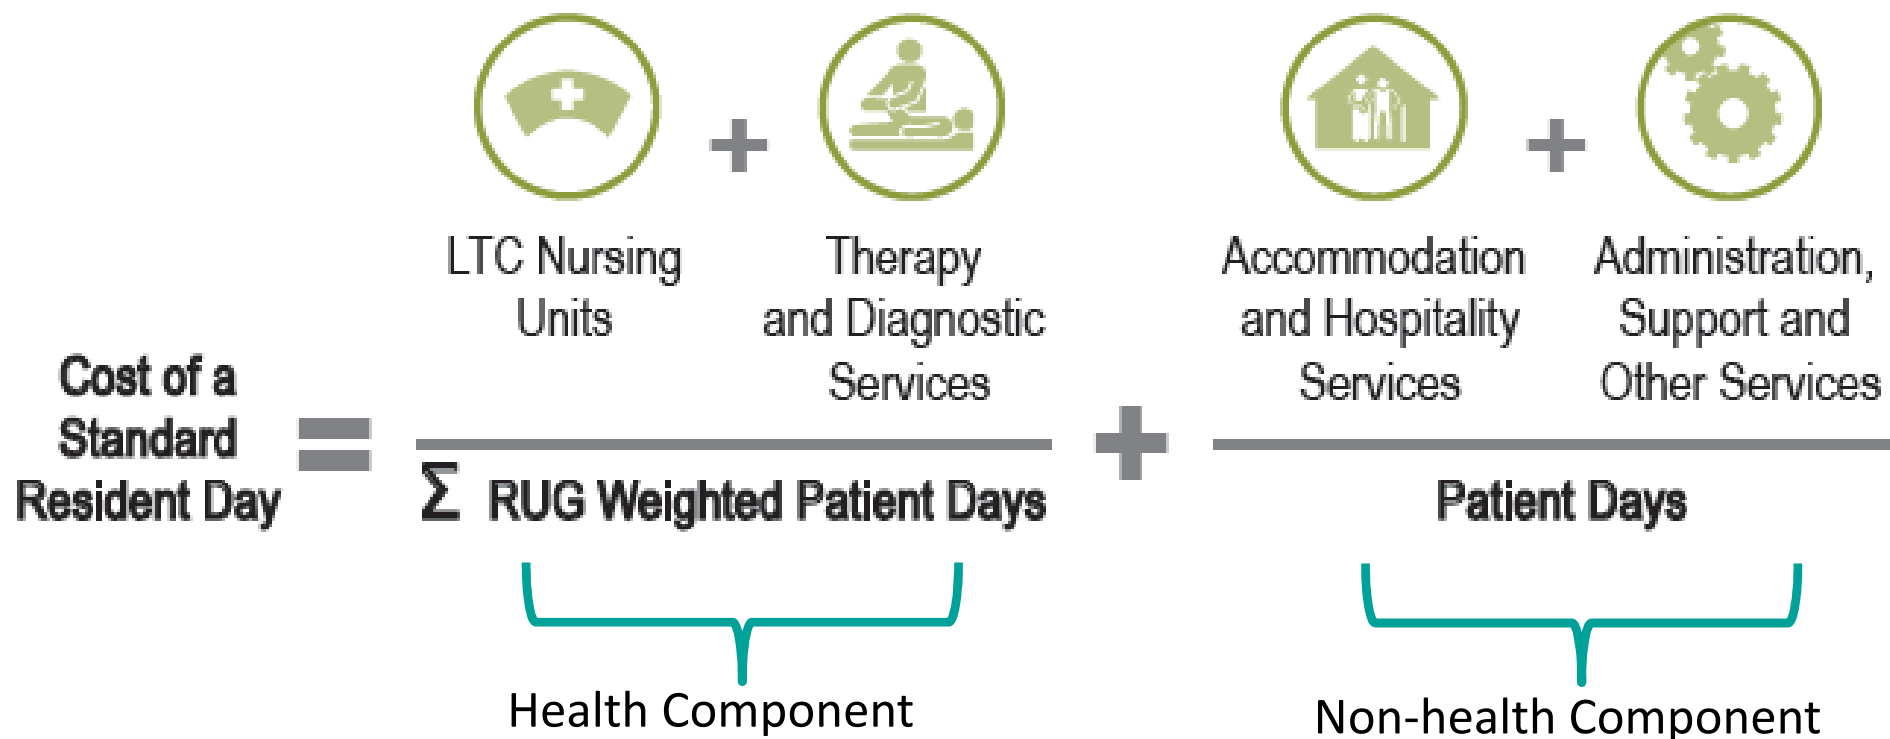 Cost of a
Standard
Resident Day
=
LTC Nursing
Units
+
Therapy
and Diagnostic
Services
Σ RUG Weighted Patient Days
Health Component
+
Accommodation
and Hospitality
Services
+
Administration,
Support and
Other Services
Patient Days
Non-health Component